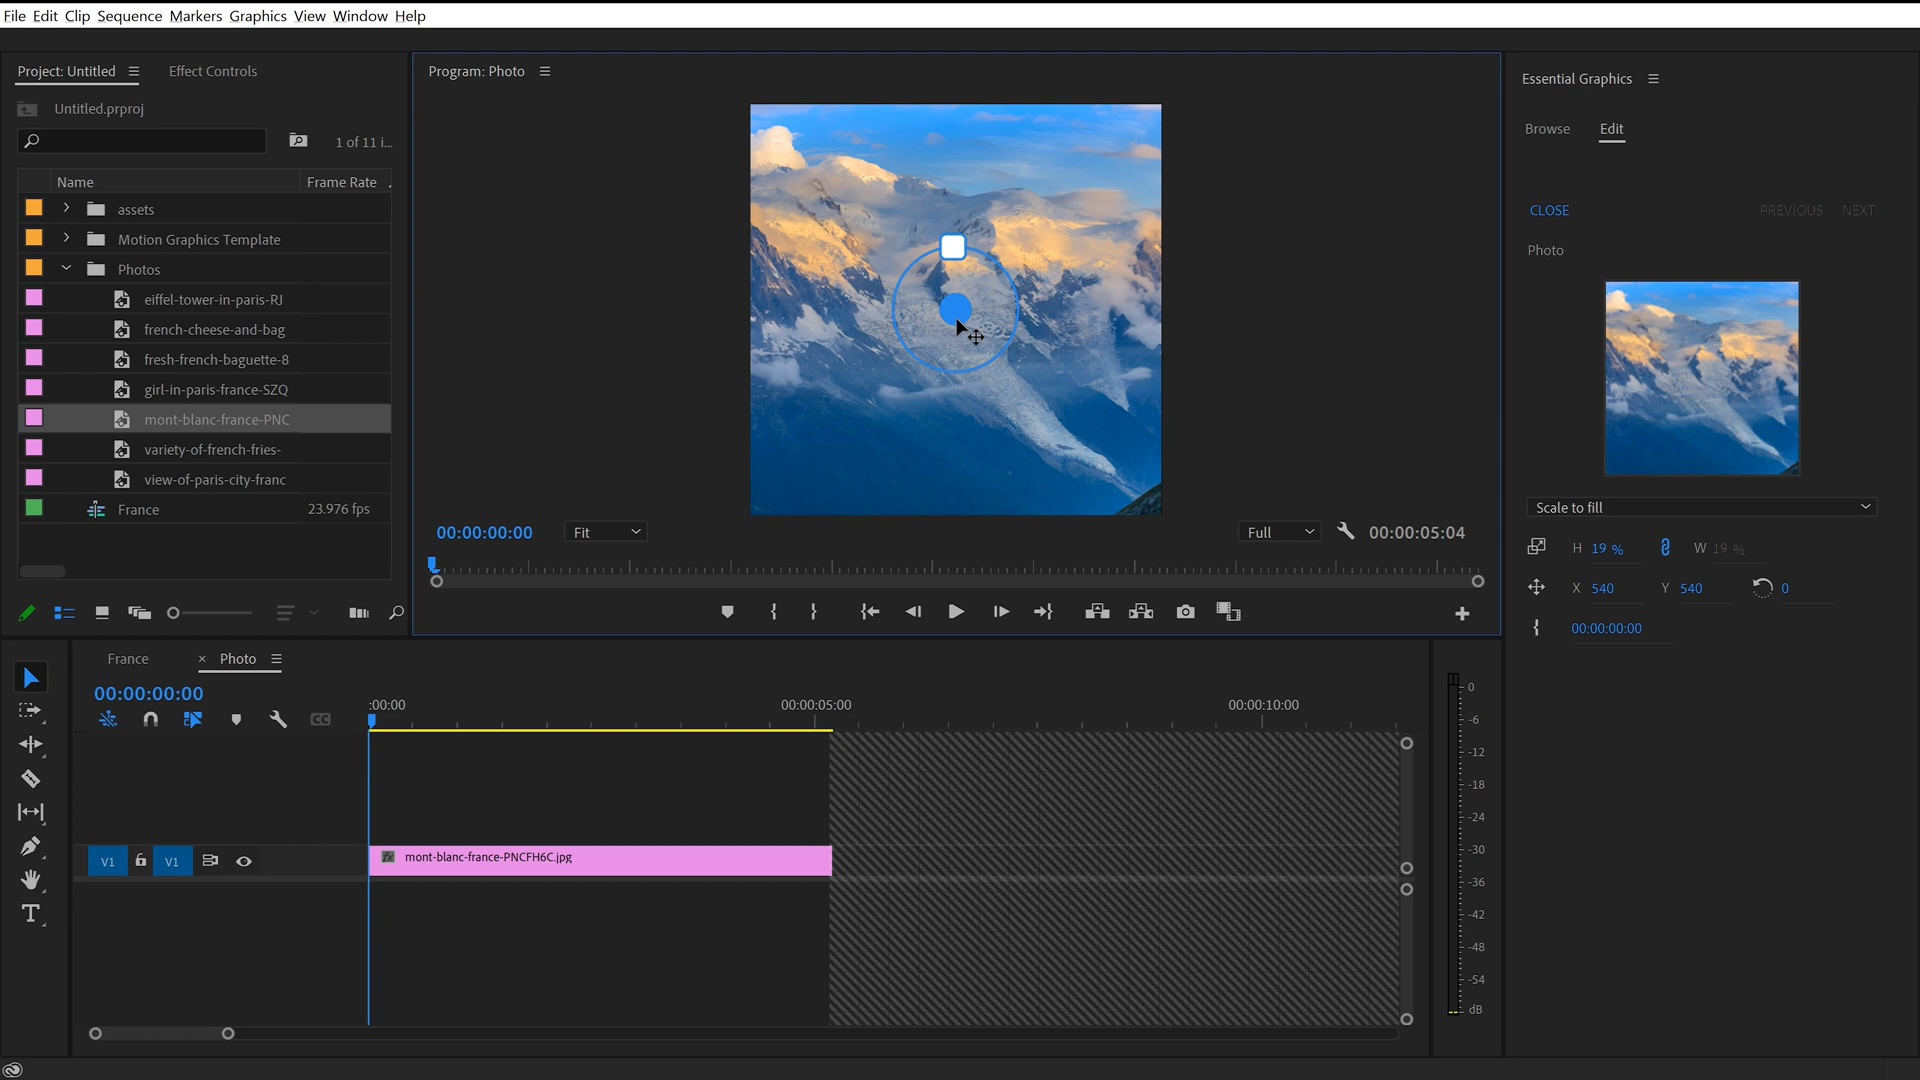 File Edit Clip Sequence Markers Graphics View Window Help
Project: Untitled
Effect Controls
Untitled.prproj
1 of 11 i...
Name
Frame Rate
assets
Motion Graphics Template
Photos
eiffel-tower-in-paris-RJ
french-cheese-and-bag
fresh-french-baguette-8
girl-in-paris-france-SZQ
mont-blanc-france-PNC
variety-of-french-fries-
view-of-paris-city-franc
France
23.976 fps
Program: Photo
00:00:00:00
Fit
Full
00:00:05:04
Essential Graphics
Browse
Edit
CLOSE
PREVIOUS
NEXT
Photo
Scale to fill
H 19 % W 19 %
X 540 Y 540 0
00:00:00:00
France
× Photo
00:00:00:00
:00:00
00:00:05:00
00:00:10:00
CC
V1
V1
fx mont-blanc-france-PNCFH6C.jpg
T
0
-6
-12
-18
-24
-30
-36
-42
-48
-54
dB